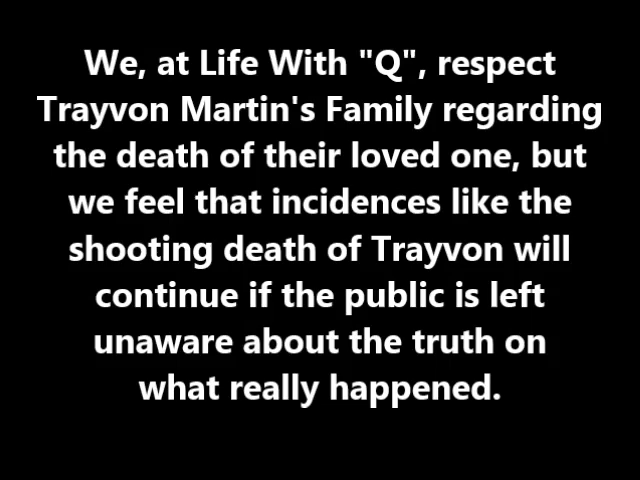 We, at Life With "Q", respect
Trayvon Martin's Family regarding
the death of their loved one, but
we feel that incidences like the
shooting death of Trayvon will
continue if the public is left
unaware about the truth on
what really happened.